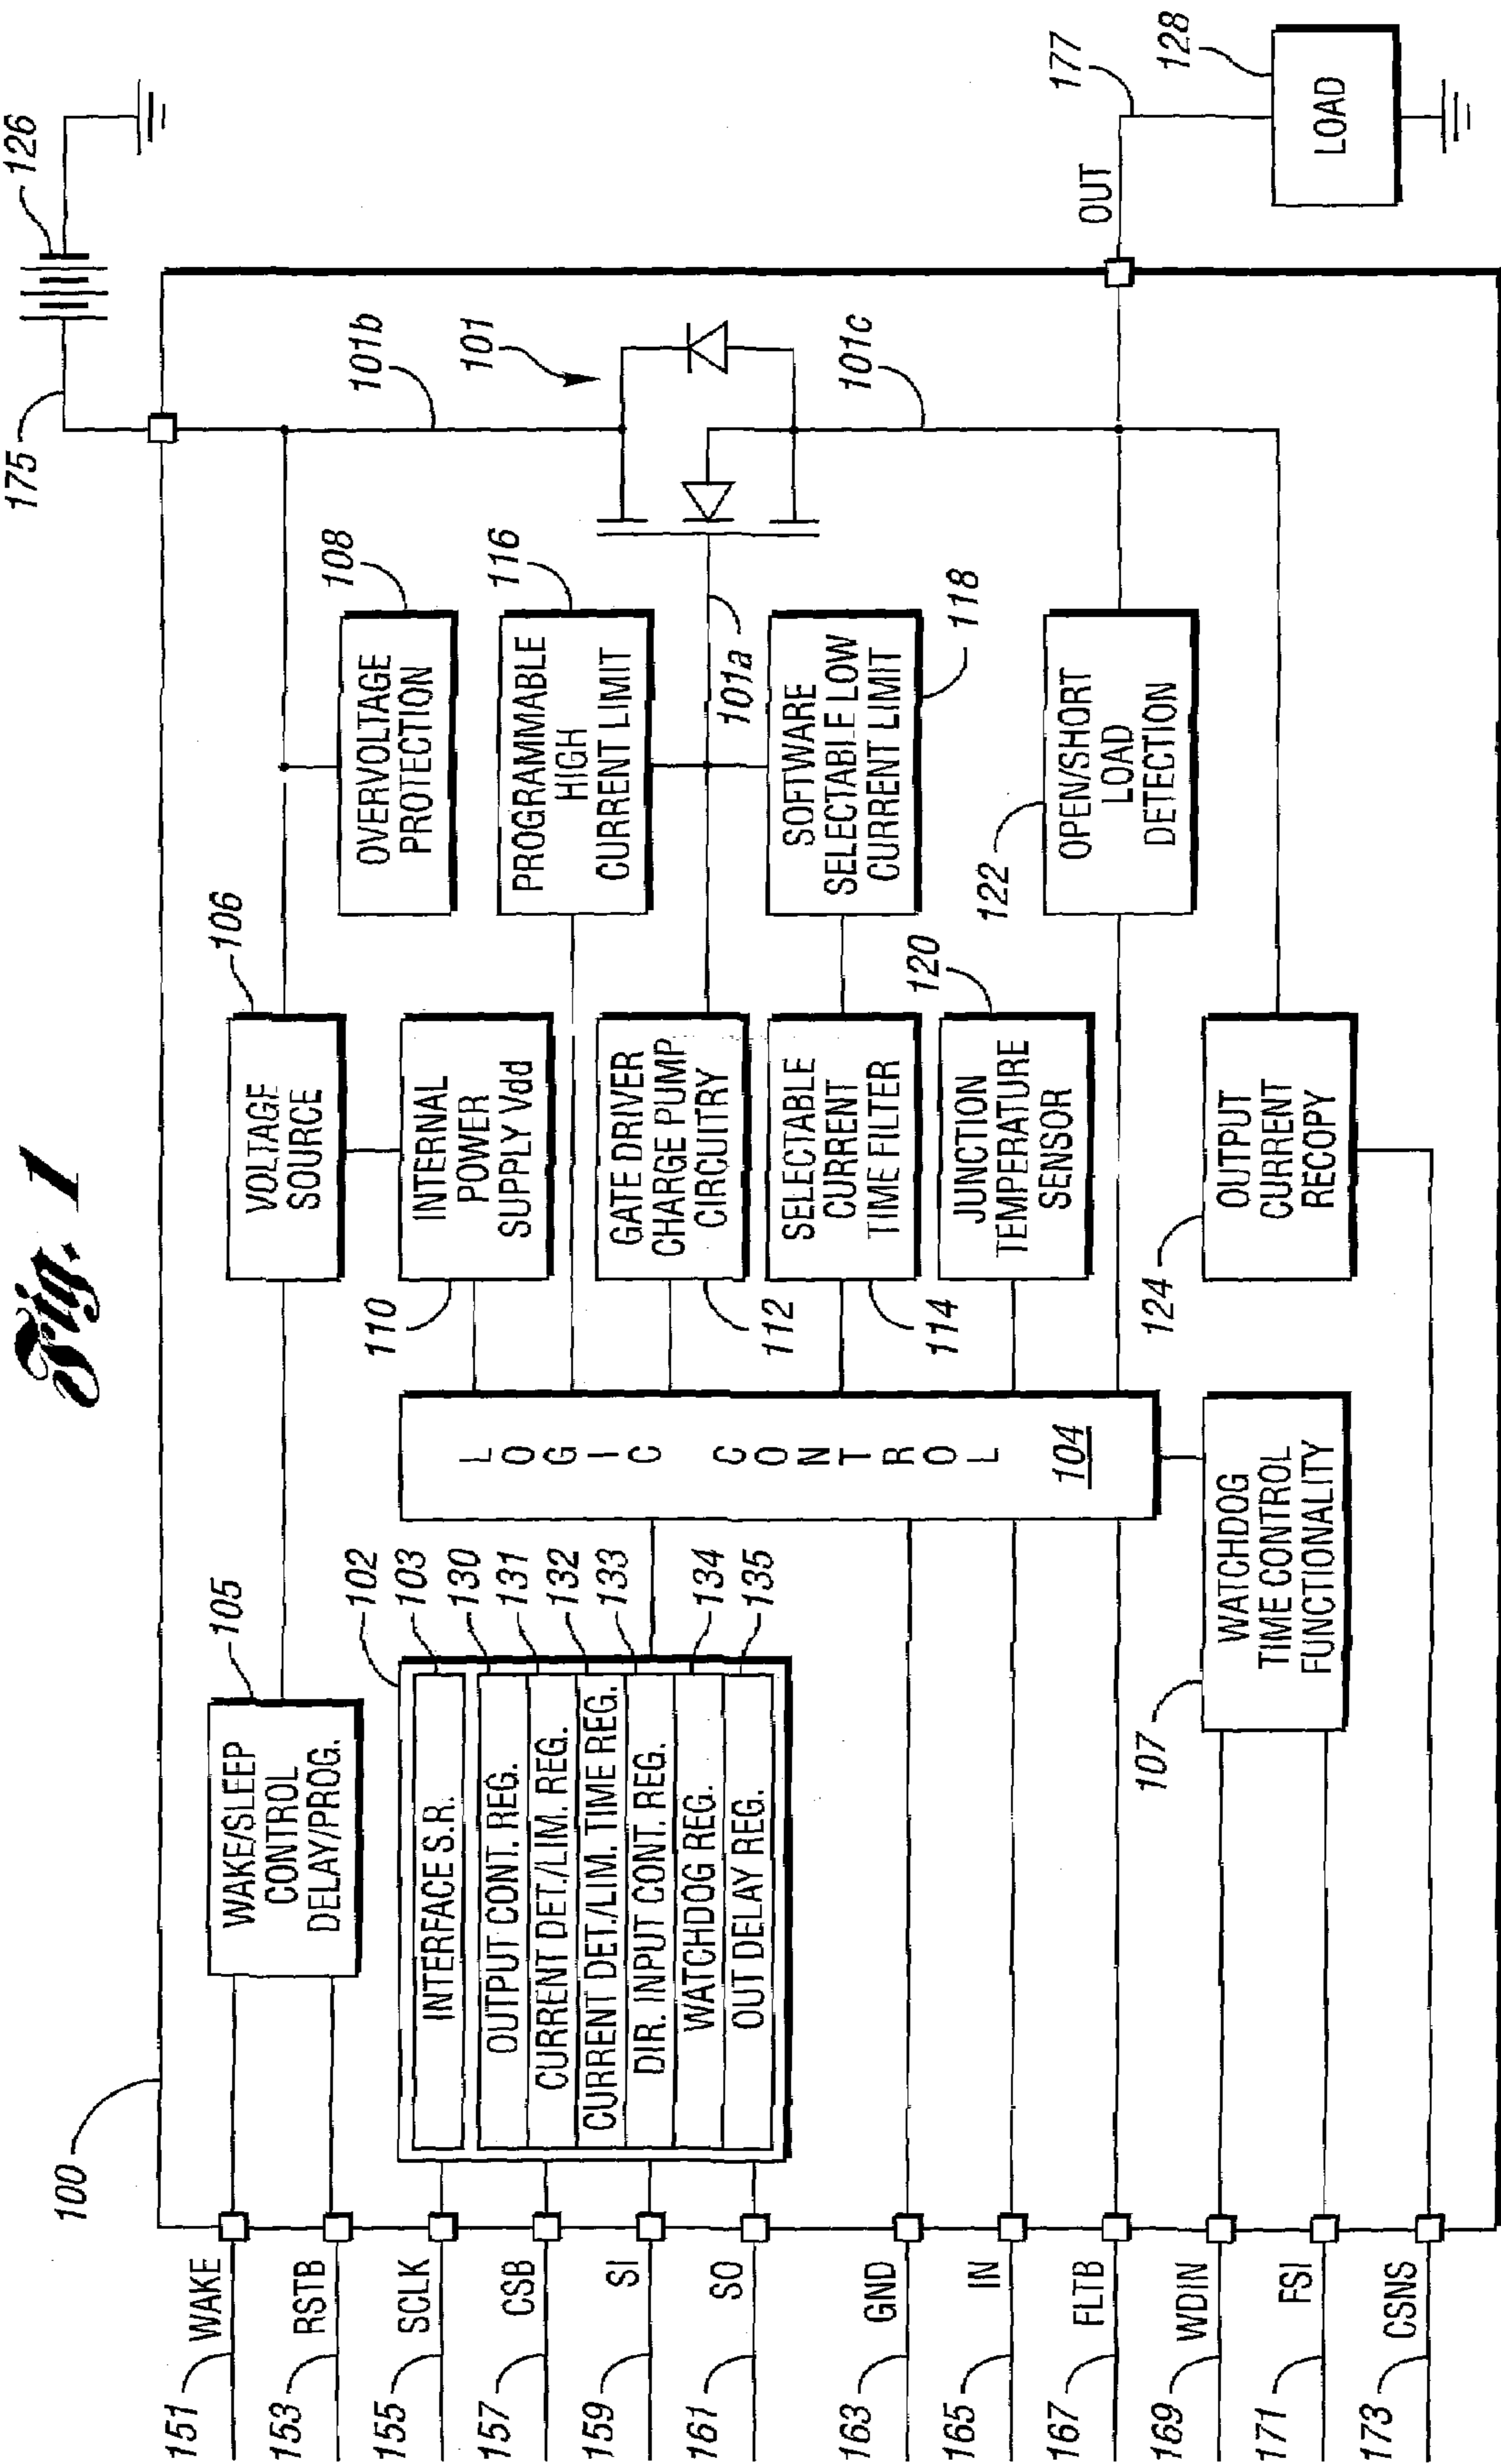 Fig. 1
100
175
126
151
WAKE
153
RSTB
155
SCLK
157
CSB
159
SI
161
SO
163
GND
165
IN
167
FLTB
169
WDIN
171
FSI
173
CSNS
105
WAKE/SLEEP
CONTROL
DELAY/PROG.
102
103
130
131
132
133
134
135
INTERFACE S.R.
OUTPUT CONT. REG.
CURRENT DET./LIM. REG.
CURRENT DET./LIM. TIME REG.
DIR. INPUT CONT. REG.
WATCHDOG REG.
OUT DELAY REG.
LOGIC CONTROL
104
107
WATCHDOG
TIME CONTROL
FUNCTIONALITY
106
VOLTAGE
SOURCE
110
INTERNAL
POWER
SUPPLY Vdd
112
GATE DRIVER
CHARGE PUMP
CIRCUITRY
114
SELECTABLE
CURRENT
TIME FILTER
120
JUNCTION
TEMPERATURE
SENSOR
124
OUTPUT
CURRENT
RECOPY
108
OVERVOLTAGE
PROTECTION
116
PROGRAMMABLE
HIGH
CURRENT LIMIT
118
SOFTWARE
SELECTABLE LOW
CURRENT LIMIT
122
OPEN/SHORT
LOAD
DETECTION
101
101a
101b
101c
OUT
177
128
LOAD